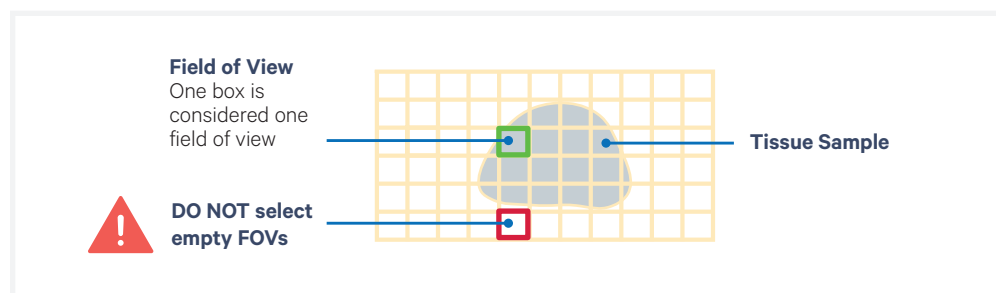 Field of View
One box is
considered one
field of view
Tissue Sample
DO NOT select
empty FOVs
!